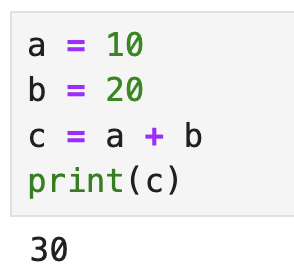 a = 10
b = 20
c = a + b
print(c)
30